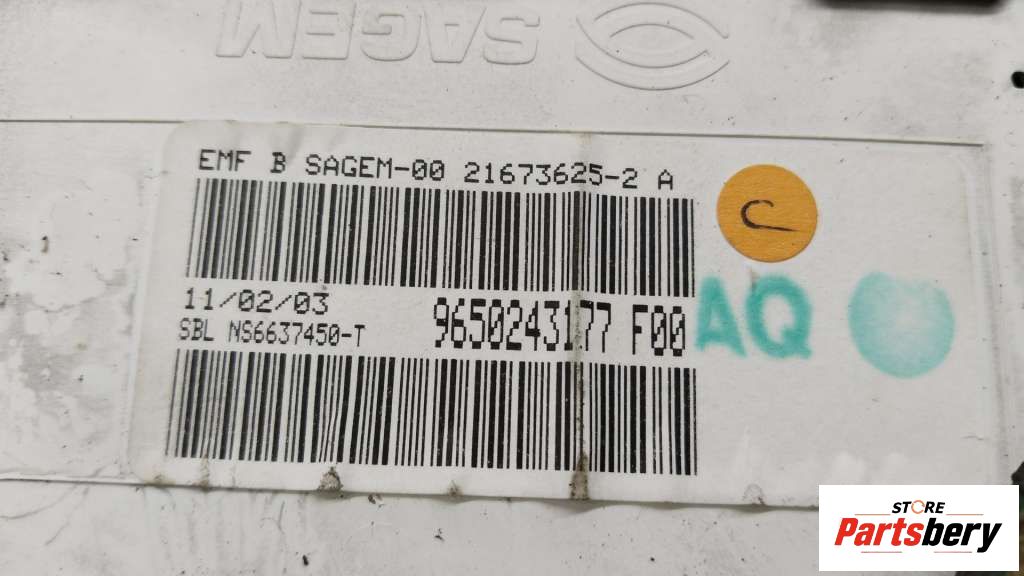 SAGEM
EMF B SAGEM-00 21673625-2 A
C
11/02/03
SBL NS6637450-T
9650243177 F00
AQ
STORE
Partsbery